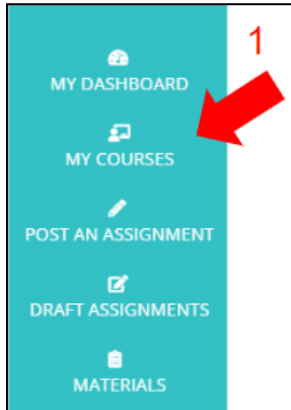 1
MY DASHBOARD
MY COURSES
POST AN ASSIGNMENT
DRAFT ASSIGNMENTS
MATERIALS